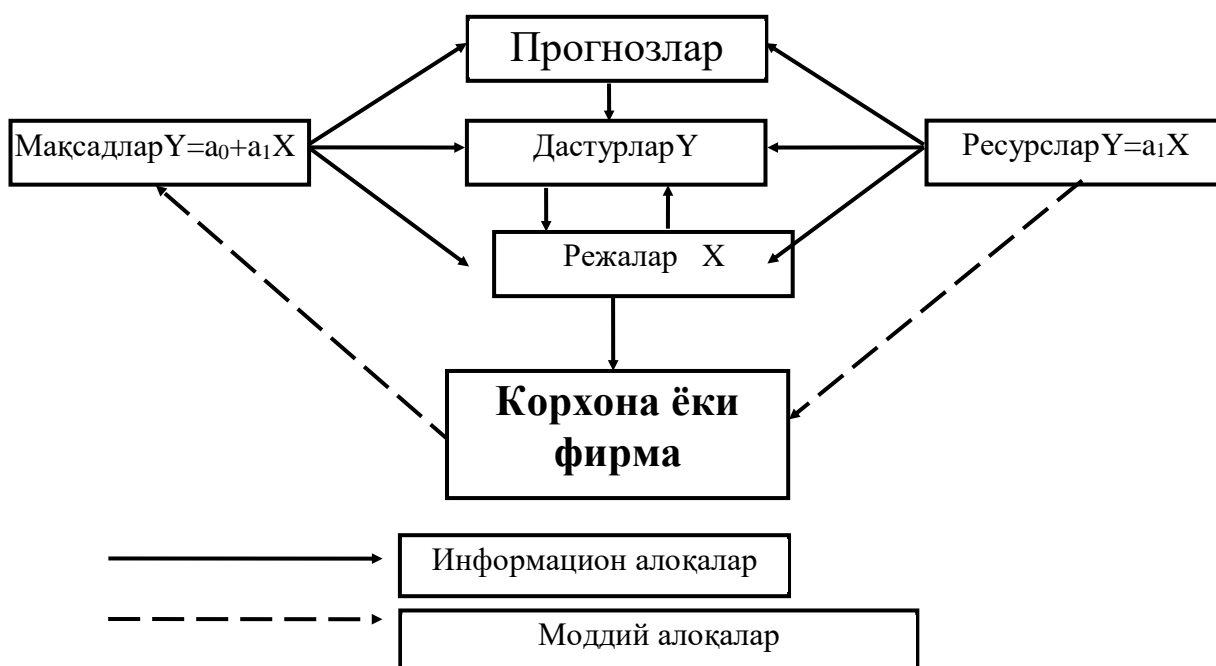 Прогнозлар
МақсадларY=a₀+a₁X
ДастурларY
РесурсларY=a₁X
Режалар X
Корхона ёки
фирма
Информацион алоқалар
Моддий алоқалар